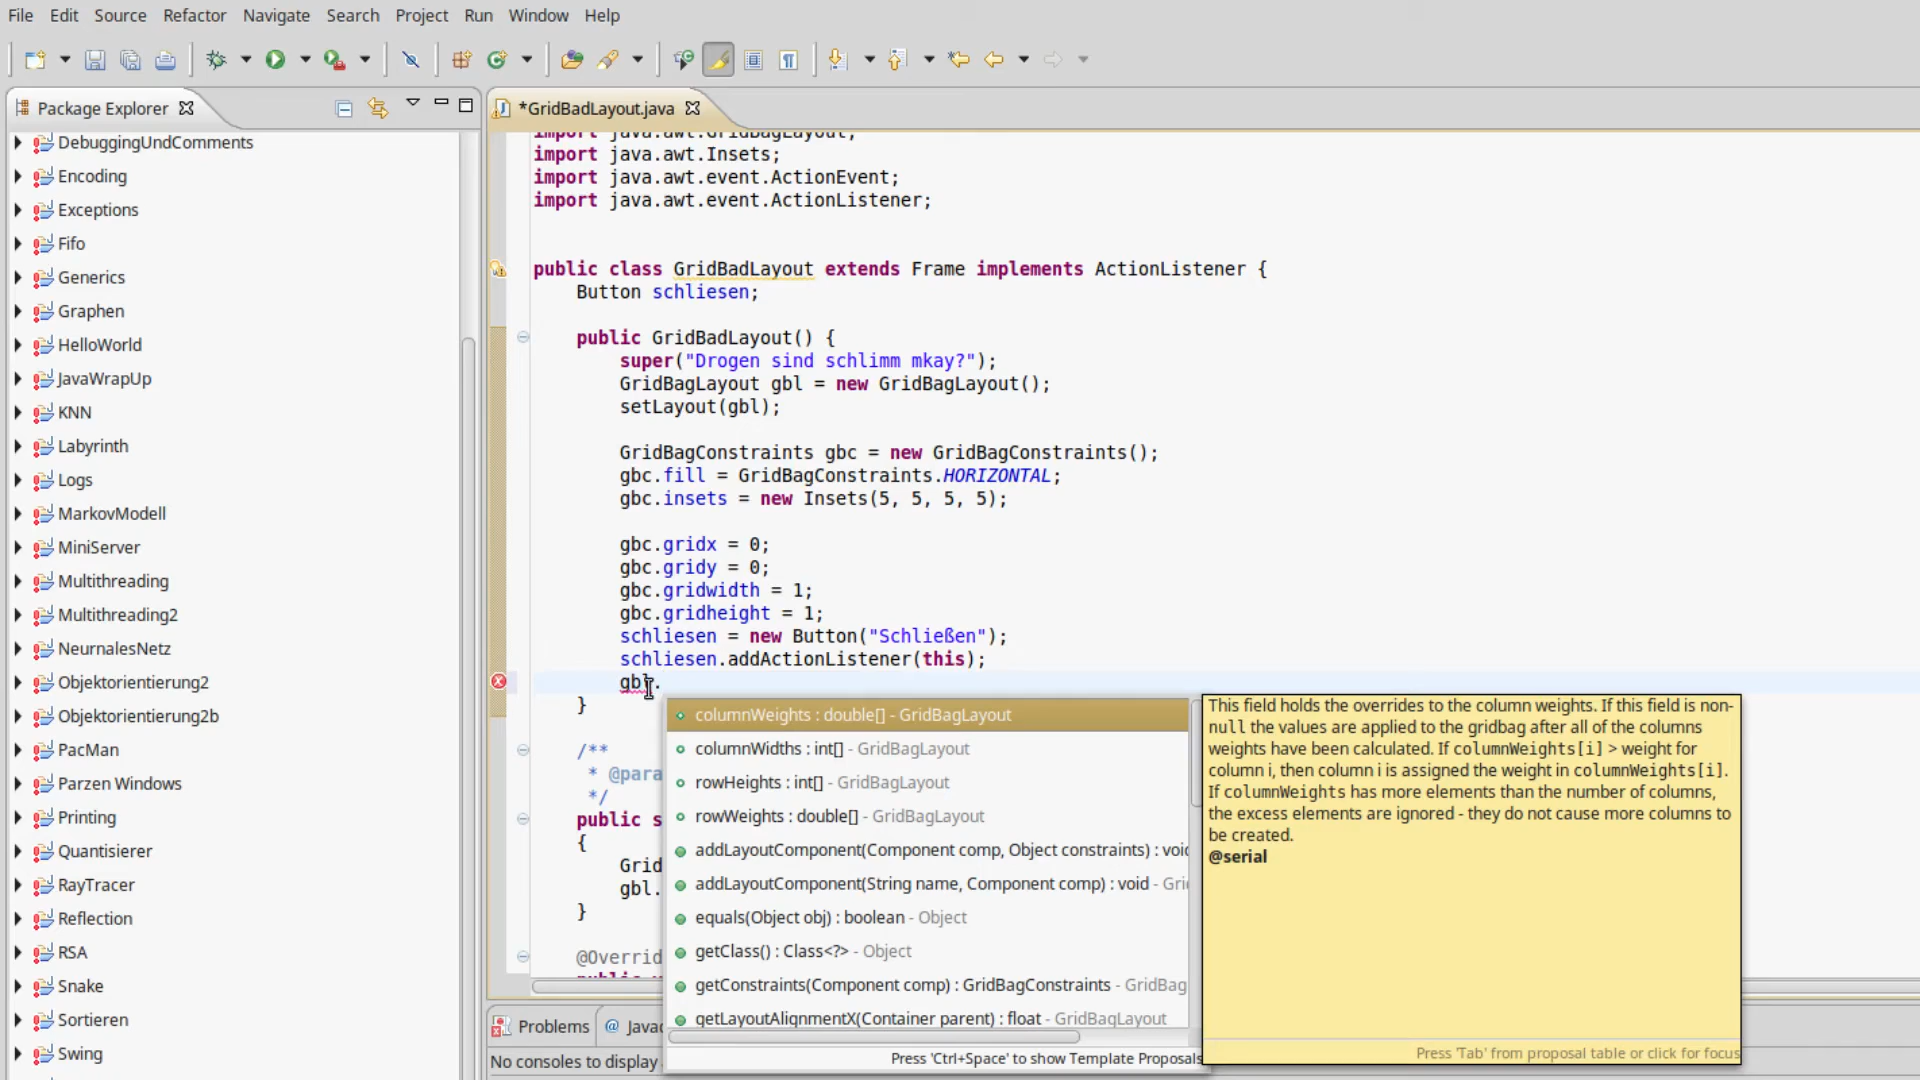 File Edit Source Refactor Navigate Search Project Run Window Help
Package Explorer
*GridBadLayout.java
DebuggingUndComments
Encoding
Exceptions
Fifo
Generics
Graphen
HelloWorld
JavaWrapUp
KNN
Labyrinth
Logs
MarkovModell
MiniServer
Multithreading
Multithreading2
NeurnalesNetz
Objektorientierung2
Objektorientierung2b
PacMan
Parzen Windows
Printing
Quantisierer
RayTracer
Reflection
RSA
Snake
Sortieren
Swing
import java.awt.GridBagLayout;
import java.awt.Insets;
import java.awt.event.ActionEvent;
import java.awt.event.ActionListener;
public class GridBadLayout extends Frame implements ActionListener {
Button schliesen;
public GridBadLayout() {
super("Drogen sind schlimm mkay?");
GridBagLayout gbl = new GridBagLayout();
setLayout(gbl);
GridBagConstraints gbc = new GridBagConstraints();
gbc.fill = GridBagConstraints.HORIZONTAL;
gbc.insets = new Insets(5, 5, 5, 5);
gbc.gridx = 0;
gbc.gridy = 0;
gbc.gridwidth = 1;
gbc.gridheight = 1;
schliesen = new Button("Schließen");
schliesen.addActionListener(this);
gbl.
}
/**
* @para
*/
public s
{
Grid
gbl.
}
@Overrid
columnWeights : double[] - GridBagLayout
columnWidths : int[] - GridBagLayout
rowHeights : int[] - GridBagLayout
rowWeights : double[] - GridBagLayout
addLayoutComponent(Component comp, Object constraints) : void
addLayoutComponent(String name, Component comp) : void - Gri
equals(Object obj) : boolean - Object
getClass() : Class<?> - Object
getConstraints(Component comp) : GridBagConstraints - GridBag
getLayoutAlignmentX(Container parent) : float - GridBagLayout
Press 'Ctrl+Space' to show Template Proposals
This field holds the overrides to the column weights. If this field is non-
null the values are applied to the gridbag after all of the columns
weights have been calculated. If columnWeights[i] > weight for
column i, then column i is assigned the weight in columnWeights[i].
If columnWeights has more elements than the number of columns,
the excess elements are ignored - they do not cause more columns to
be created.
@serial
Press 'Tab' from proposal table or click for focus
Problems @ Javad
No consoles to display